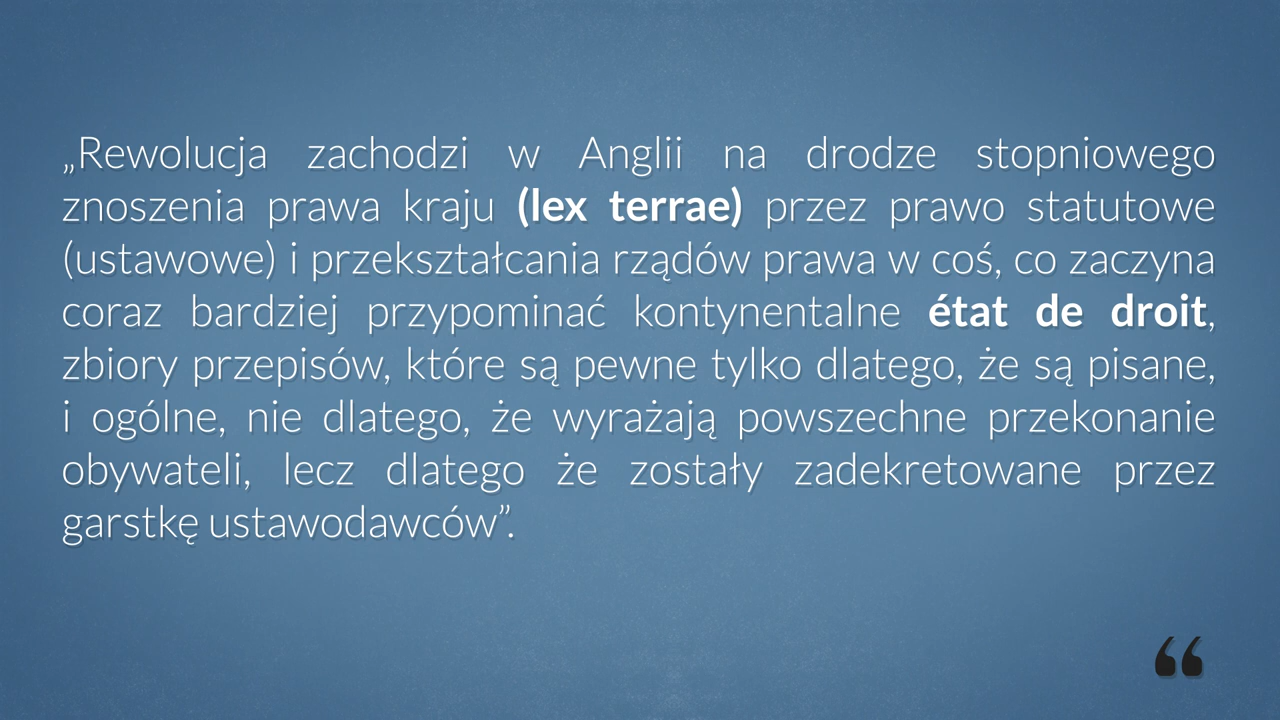 „Rewolucja zachodzi w Anglii na drodze stopniowego
znoszenia prawa kraju (lex terrae) przez prawo statutowe
(ustawowe) i przekształcania rządów prawa w coś, co zaczyna
coraz bardziej przypominać kontynentalne état de droit,
zbiory przepisów, które są pewne tylko dlatego, że są pisane,
i ogólne, nie dlatego, że wyrażają powszechne przekonanie
obywateli, lecz dlatego że zostały zadekretowane przez
garstkę ustawodawców”.
“